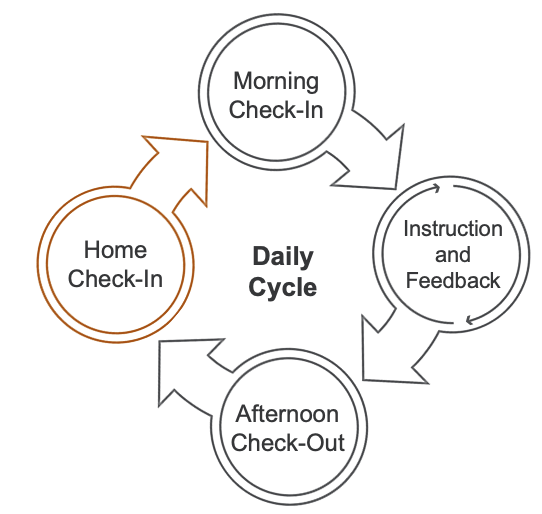 Morning
Check-In
Instruction
and
Feedback
Home
Check-In
Daily
Cycle
Afternoon
Check-Out